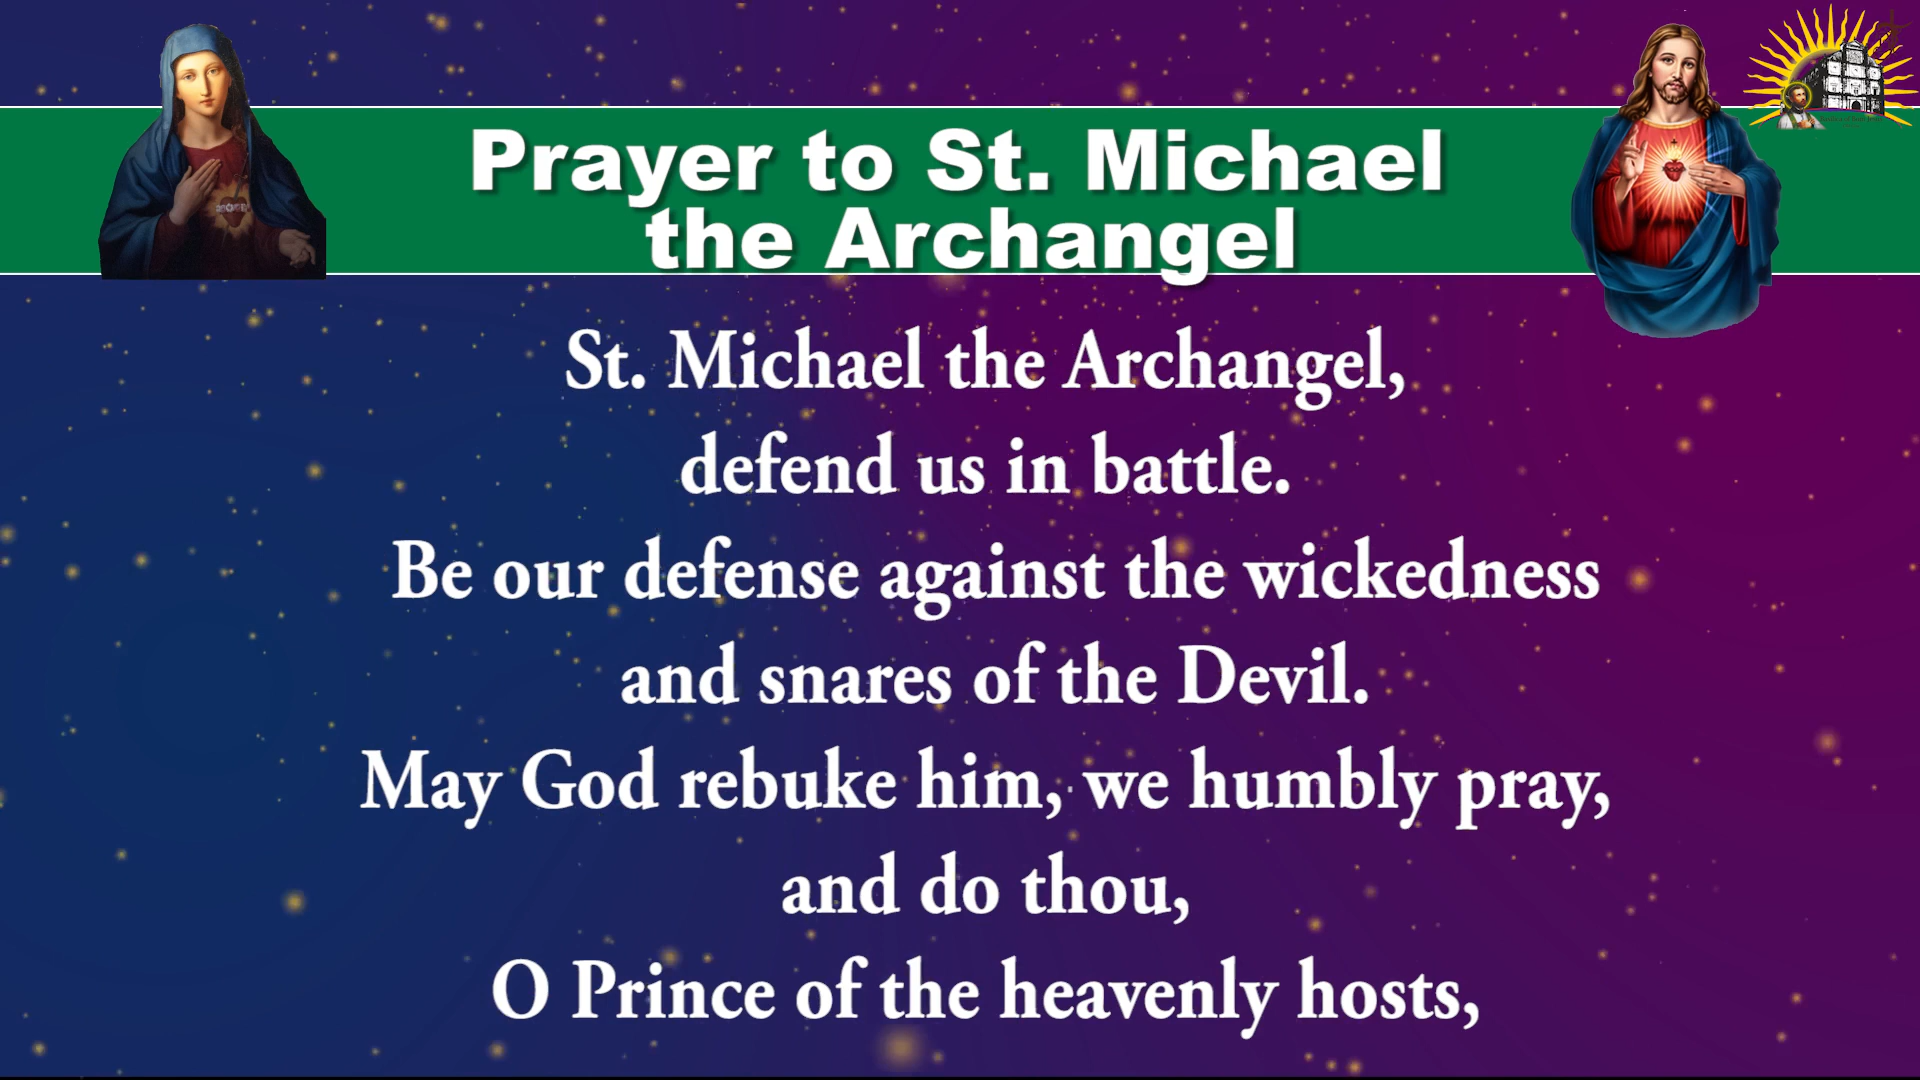 Prayer to St. Michael
the Archangel
St. Michael the Archangel,
defend us in battle.
Be our defense against the wickedness
and snares of the Devil.
May God rebuke him, we humbly pray,
and do thou,
O Prince of the heavenly hosts,